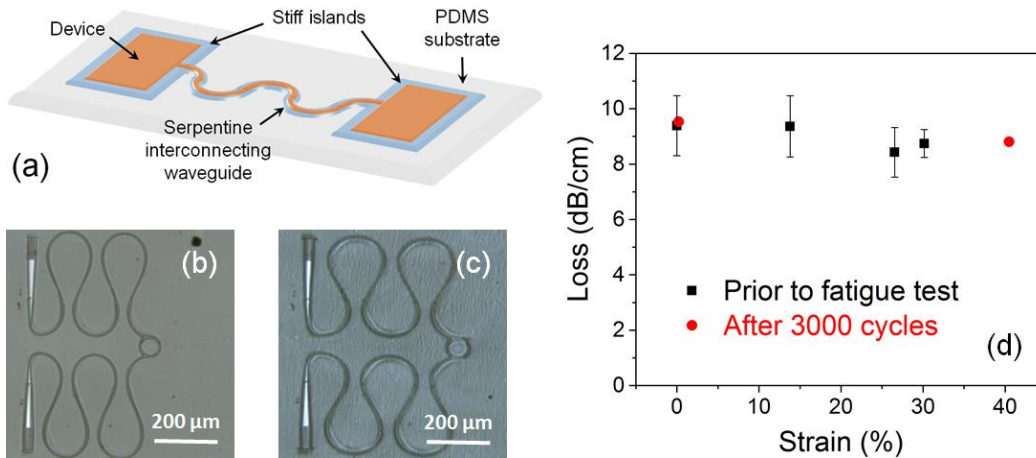 Device
Stiff islands
PDMS
substrate
Serpentine
interconnecting
waveguide
(a)
(b)
200 µm
(c)
200 µm
Loss (dB/cm)
12
10
8
6
4
2
0
Prior to fatigue test
After 3000 cycles
(d)
0 10 20 30 40
Strain (%)